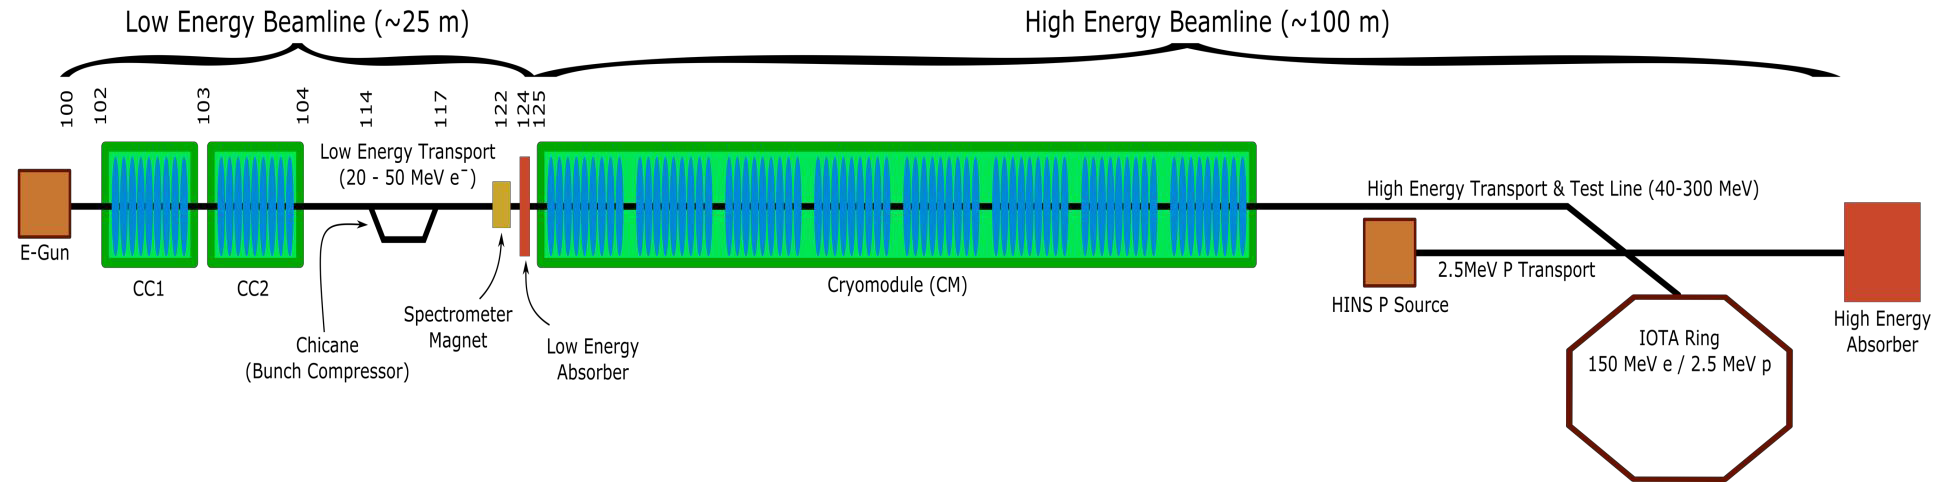 Low Energy Beamline (~25 m)
High Energy Beamline (~100 m)
100
102
103
104
114
117
122
124
125
Low Energy Transport
(20 - 50 MeV e⁻)
High Energy Transport & Test Line (40-300 MeV)
E-Gun
CC1
CC2
Cryomodule (CM)
2.5MeV P Transport
HINS P Source
Spectrometer
Magnet
Chicane
(Bunch Compressor)
Low Energy
Absorber
High Energy
Absorber
IOTA Ring
150 MeV e / 2.5 MeV p